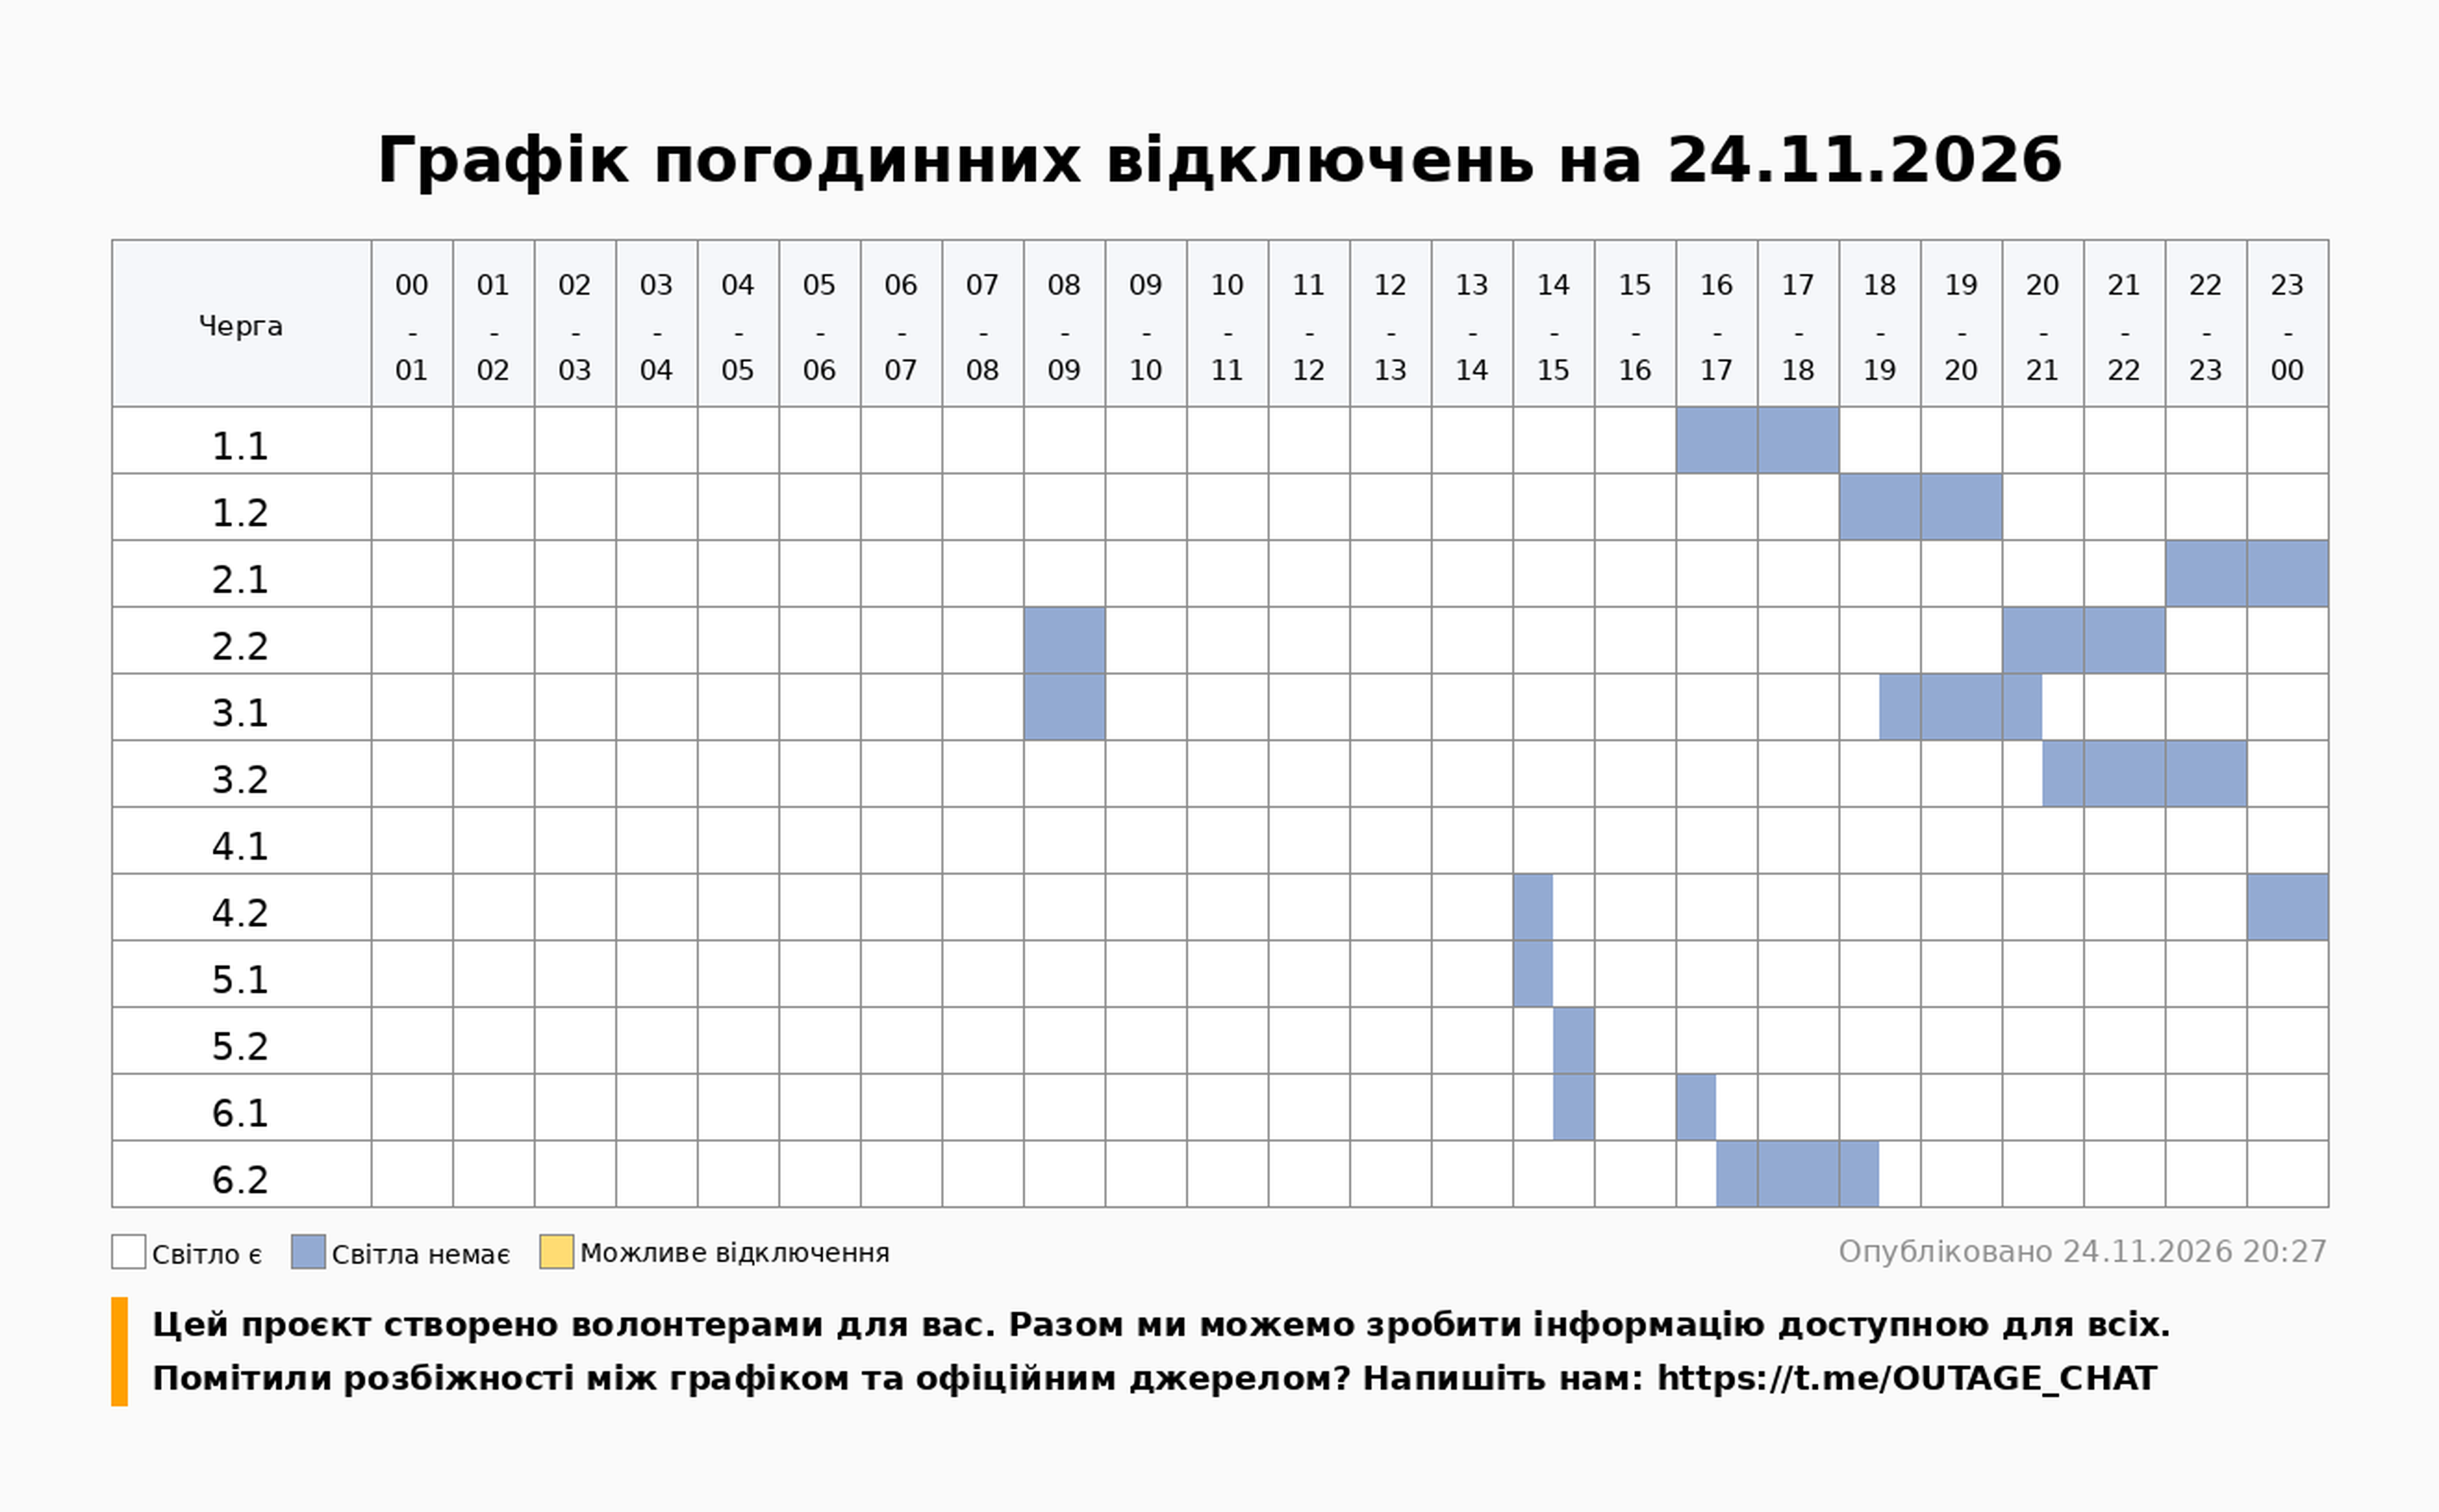 Графік погодинних відключень на 24.11.2026
Черга 00 - 01 01 - 02 02 - 03 03 - 04 04 - 05 05 - 06 06 - 07 07 - 08 08 - 09 09 - 10 10 - 11 11 - 12 12 - 13 13 - 14 14 - 15 15 - 16 16 - 17 17 - 18 18 - 19 19 - 20 20 - 21 21 - 22 22 - 23 23 - 00
1.1
1.2
2.1
2.2
3.1
3.2
4.1
4.2
5.1
5.2
6.1
6.2
Світло є Світла немає Можливе відключення Опубліковано 24.11.2026 20:27
Цей проєкт створено волонтерами для вас. Разом ми можемо зробити інформацію доступною для всіх.
Помітили розбіжності між графіком та офіційним джерелом? Напишіть нам: https://t.me/OUTAGE_CHAT